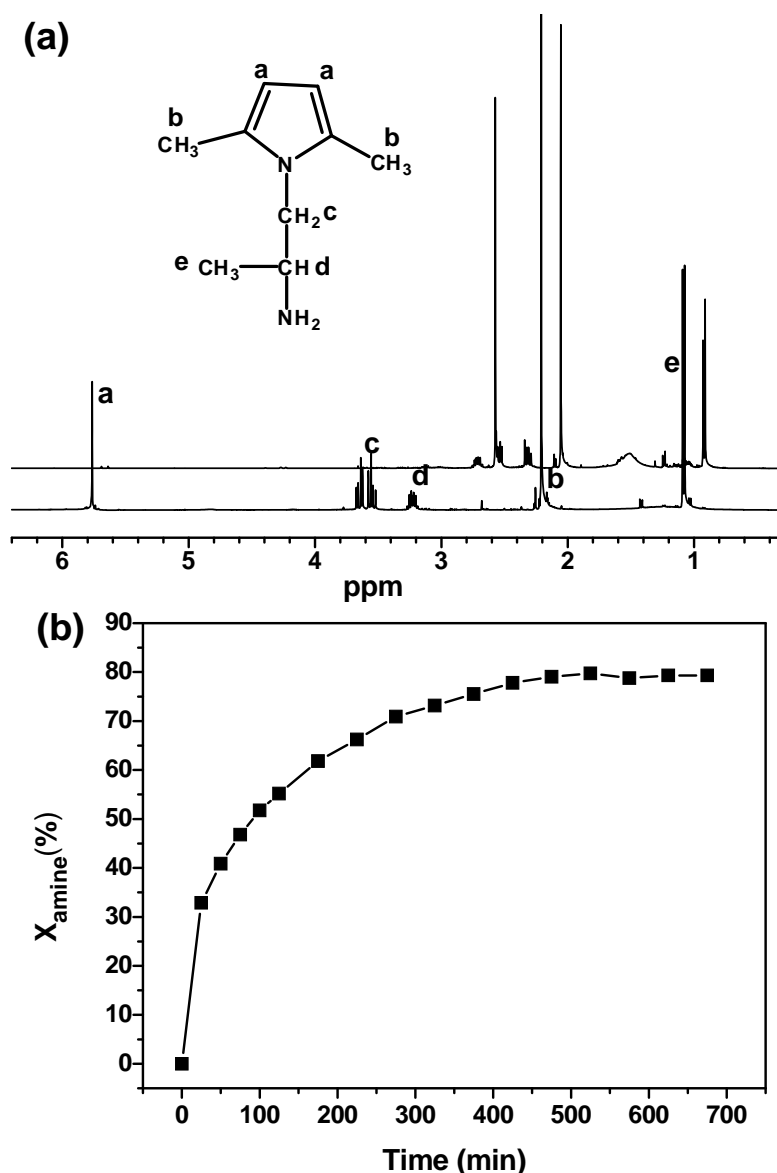 (a)
a a
b b
CH3 N CH3
CH2 c
e CH3 CH d
NH2
a c d b e
6 5 4 3 2 1
ppm
(b)
90
80
70
60
50
40
30
20
10
0
Xamine(%)
0 100 200 300 400 500 600 700
Time (min)